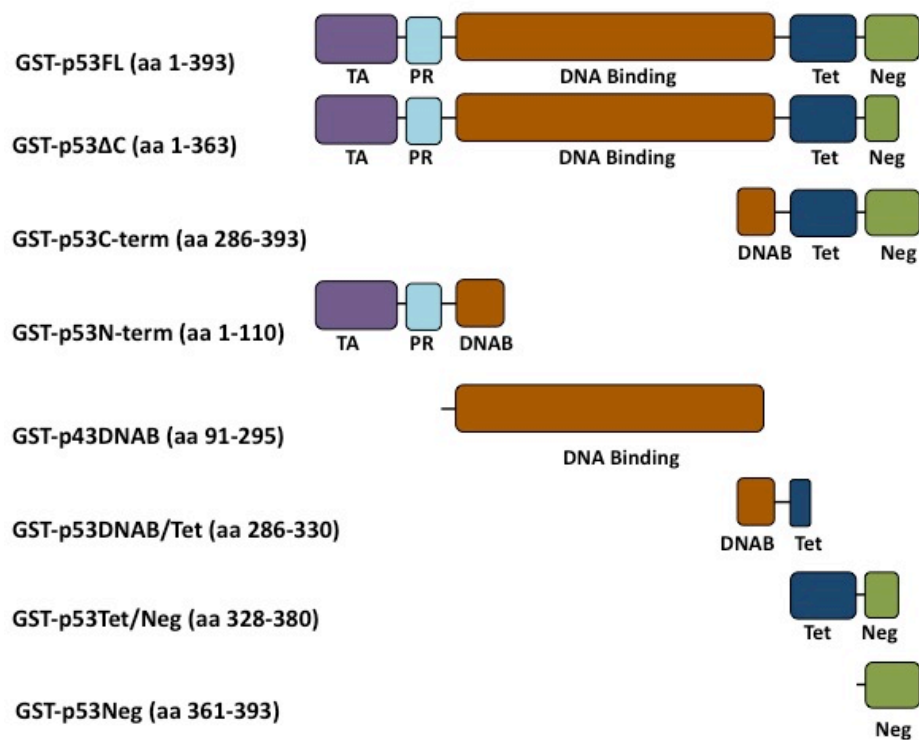 GST-p53FL (aa 1-393)
TA PR DNA Binding Tet Neg
GST-p53ΔC (aa 1-363)
TA PR DNA Binding Tet Neg
GST-p53C-term (aa 286-393)
DNAB Tet Neg
GST-p53N-term (aa 1-110)
TA PR DNAB
GST-p43DNAB (aa 91-295)
DNA Binding
GST-p53DNAB/Tet (aa 286-330)
DNAB Tet
GST-p53Tet/Neg (aa 328-380)
Tet Neg
GST-p53Neg (aa 361-393)
Neg